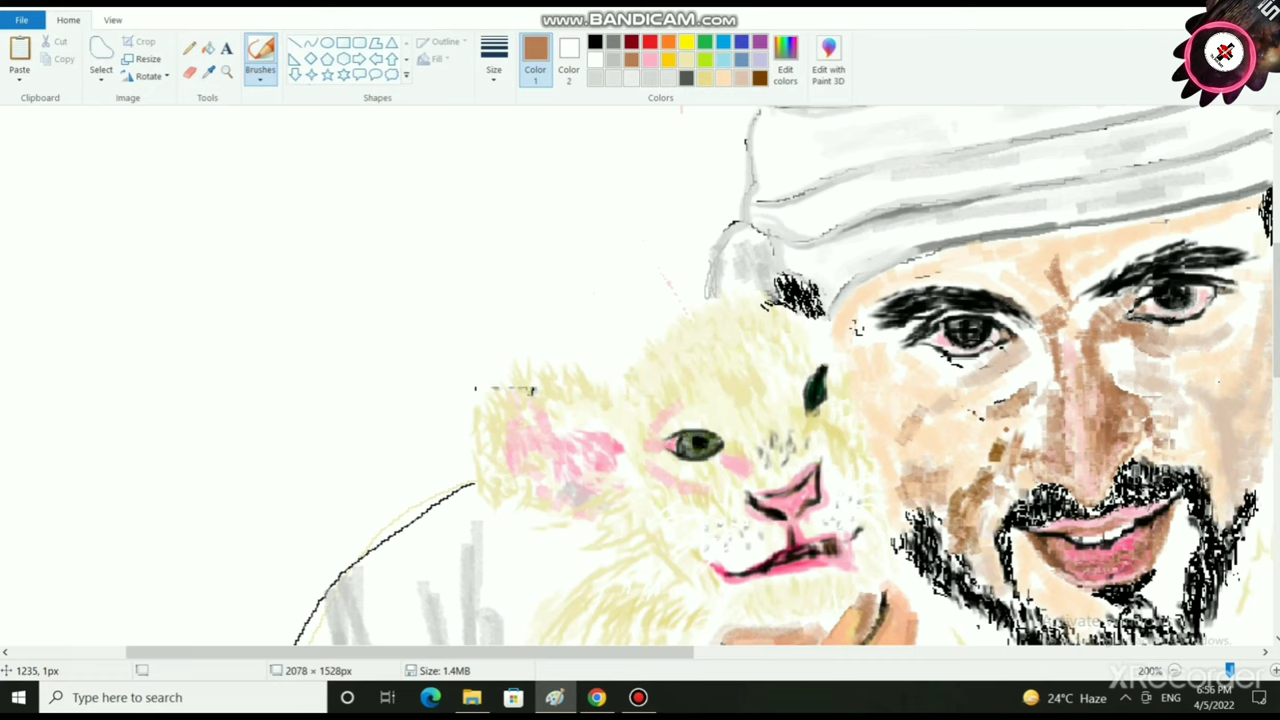 www.BANDICAM.com
File
Home
View
Paste
Cut
Copy
Clipboard
Select
Crop
Resize
Rotate
Image
Tools
Brushes
Outline
Fill
Shapes
Size
Color
1
Color
2
Edit
colors
Edit with
Paint 3D
Colors
1235, 1px
2078 × 1528px
Size: 1.4MB
200%
XRecorder
Type here to search
24°C Haze
ENG
6:56 PM
4/5/2022